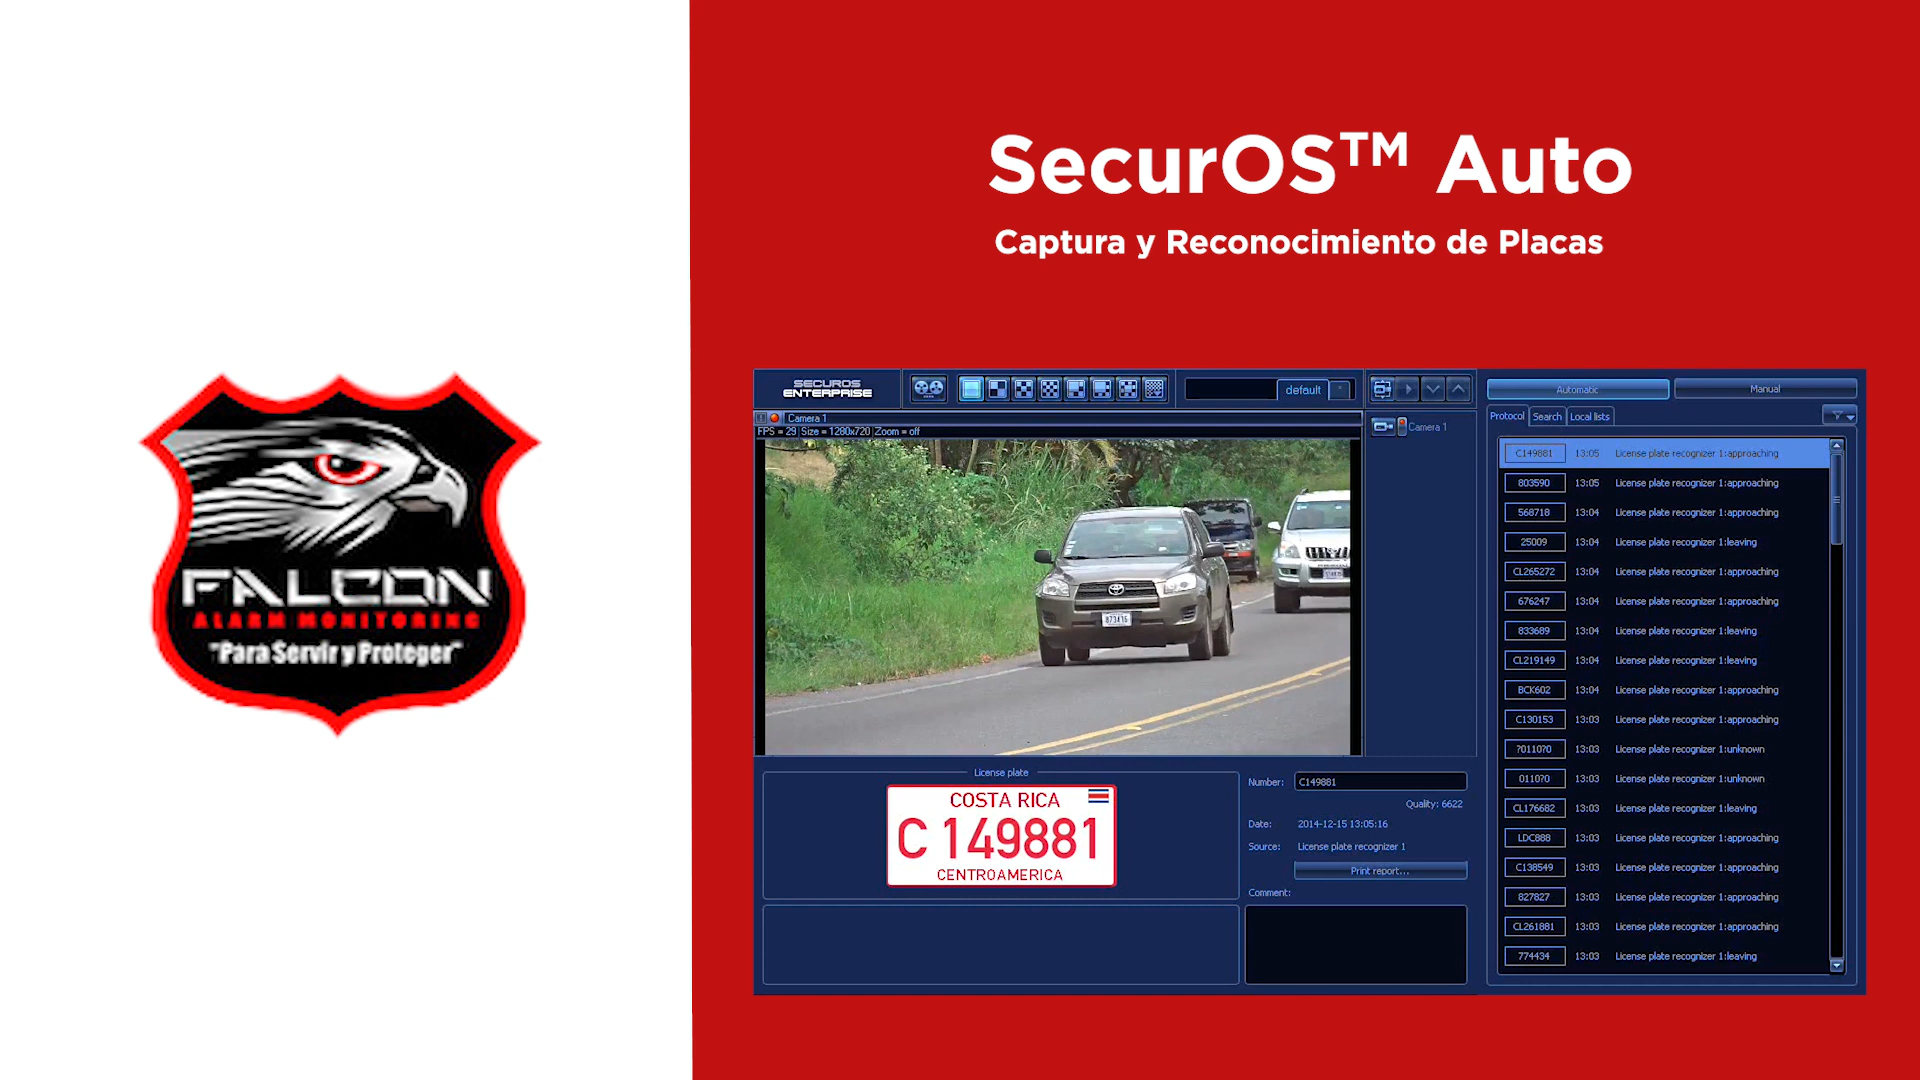 FALCON
ALARM MONITORING
"Para Servir y Proteger"
SecurOS™ Auto
Captura y Reconocimiento de Placas
SECUROS
ENTERPRISE
default
Camera 1
FPS = 29 Size = 1280x720 Zoom = off
Camera 1
License plate
COSTA RICA
C 149881
CENTROAMERICA
Number: C149881
Quality: 6622
Date: 2014-12-15 13:05:16
Source: License plate recognizer 1
Print report...
Comment:
Automatic Manual
Protocol Search Local lists
C149881 13:05 License plate recognizer 1:approaching
803590 13:05 License plate recognizer 1:approaching
568718 13:04 License plate recognizer 1:approaching
25009 13:04 License plate recognizer 1:leaving
CL265272 13:04 License plate recognizer 1:approaching
676247 13:04 License plate recognizer 1:approaching
833689 13:04 License plate recognizer 1:leaving
CL219149 13:04 License plate recognizer 1:leaving
BCK602 13:04 License plate recognizer 1:approaching
C130153 13:03 License plate recognizer 1:approaching
?011070 13:03 License plate recognizer 1:unknown
011070 13:03 License plate recognizer 1:unknown
CL176682 13:03 License plate recognizer 1:leaving
LDC888 13:03 License plate recognizer 1:approaching
C138549 13:03 License plate recognizer 1:approaching
827827 13:03 License plate recognizer 1:approaching
CL261881 13:03 License plate recognizer 1:approaching
774434 13:03 License plate recognizer 1:leaving